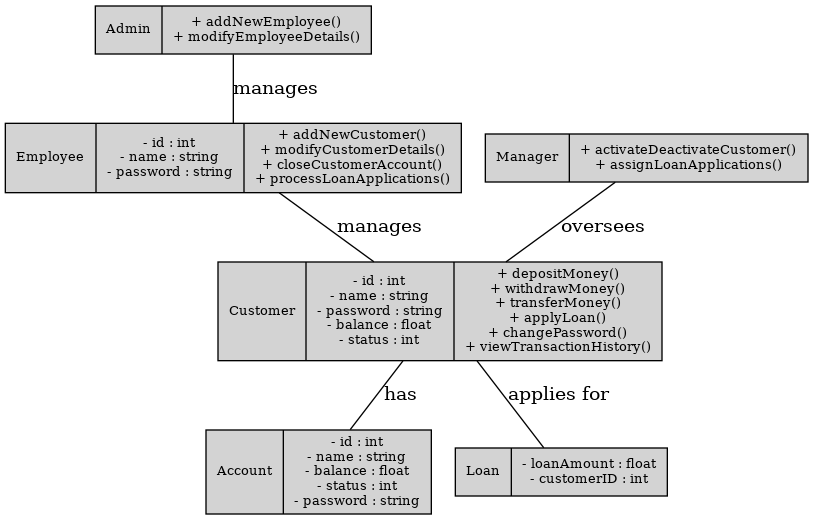 Admin
+ addNewEmployee()
+ modifyEmployeeDetails()
manages
Employee
- id : int
- name : string
- password : string
+ addNewCustomer()
+ modifyCustomerDetails()
+ closeCustomerAccount()
+ processLoanApplications()
Manager
+ activateDeactivateCustomer()
+ assignLoanApplications()
manages
oversees
Customer
- id : int
- name : string
- password : string
- balance : float
- status : int
+ depositMoney()
+ withdrawMoney()
+ transferMoney()
+ applyLoan()
+ changePassword()
+ viewTransactionHistory()
has
applies for
Account
- id : int
- name : string
- balance : float
- status : int
- password : string
Loan
- loanAmount : float
- customerID : int